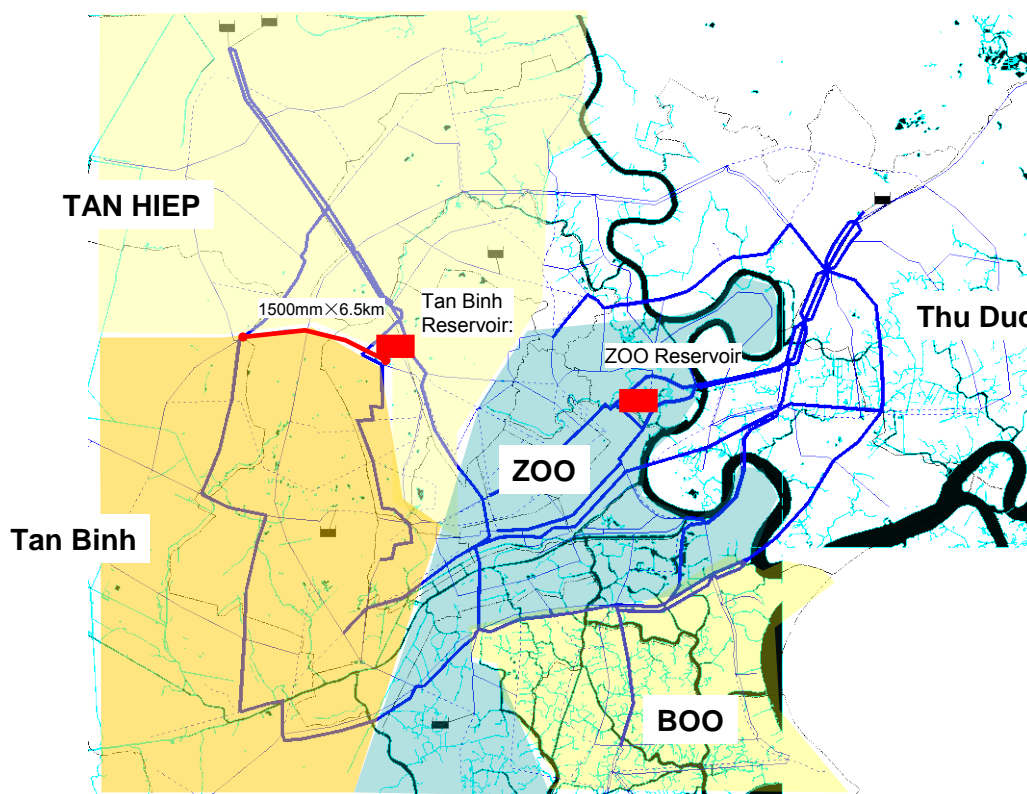 TAN HIEP
1500mm×6.5km
Tan Binh
Reservoir:
Thu Duc
ZOO Reservoir
ZOO
Tan Binh
BOO